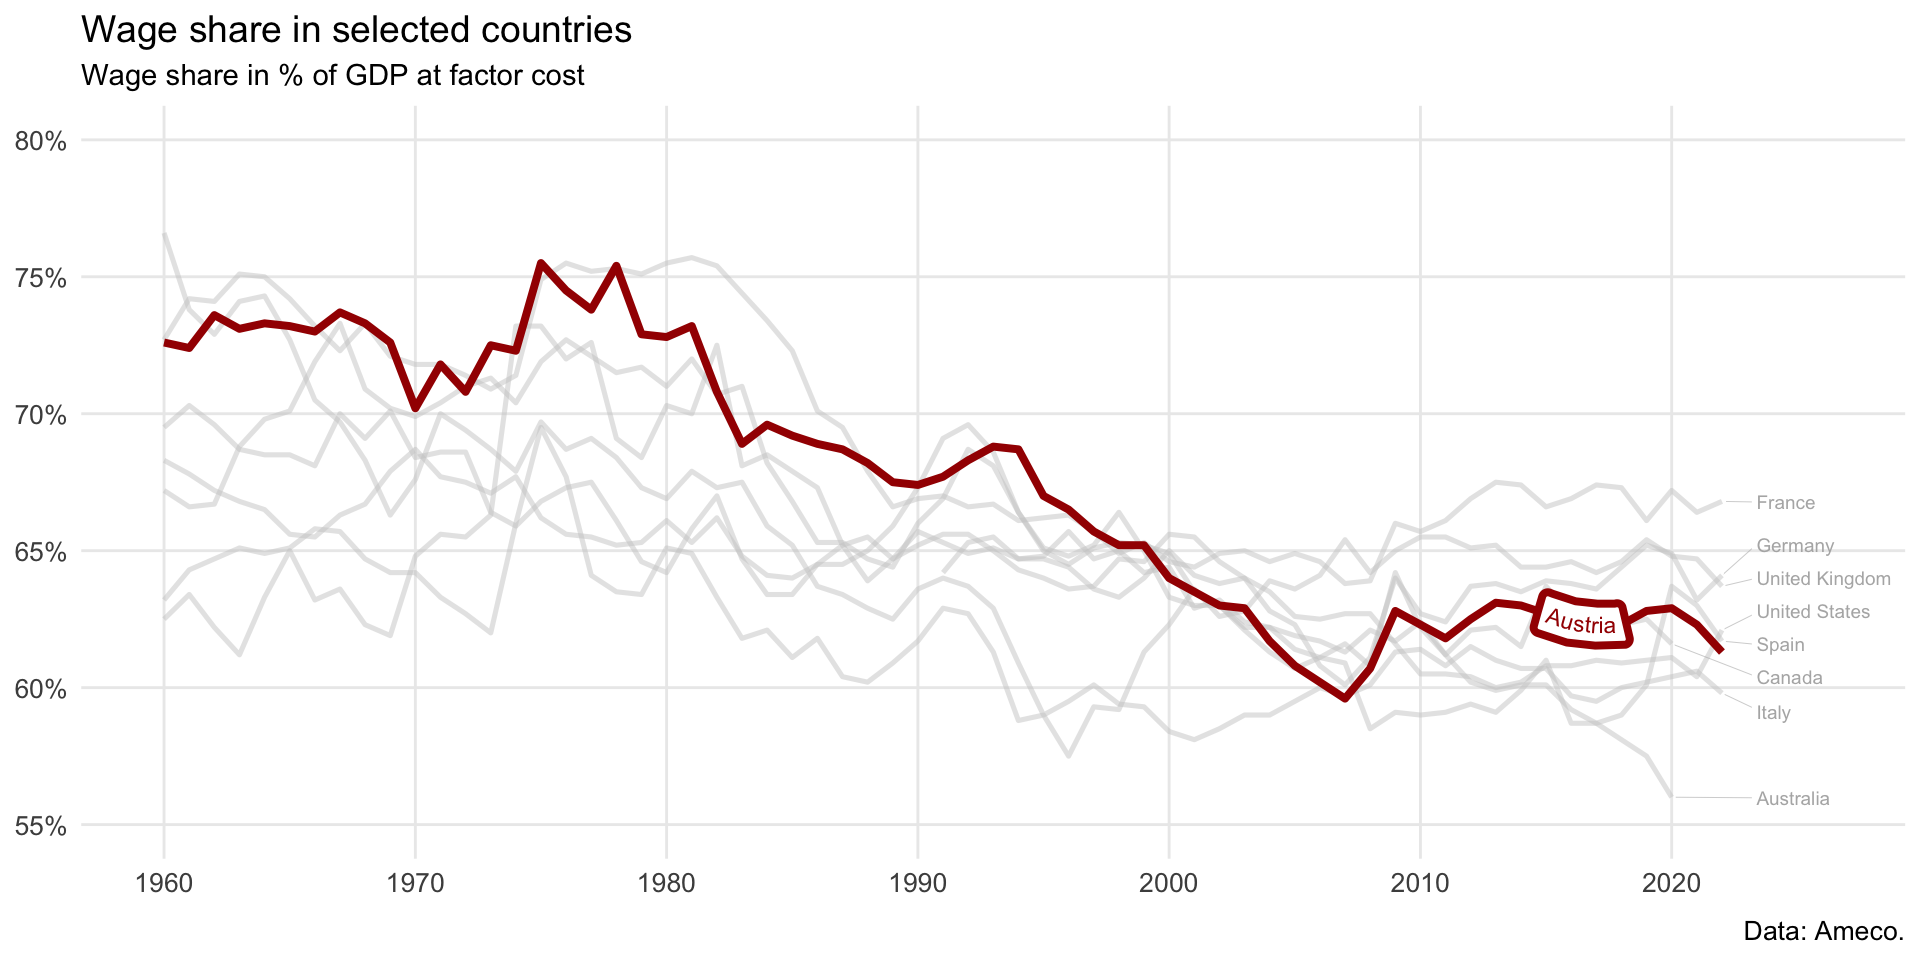 Wage share in selected countries
Wage share in % of GDP at factor cost
80%
75%
70%
65%
60%
55%
France
Germany
United Kingdom
United States
Austria
Spain
Canada
Italy
Australia
1960 1970 1980 1990 2000 2010 2020
Data: Ameco.